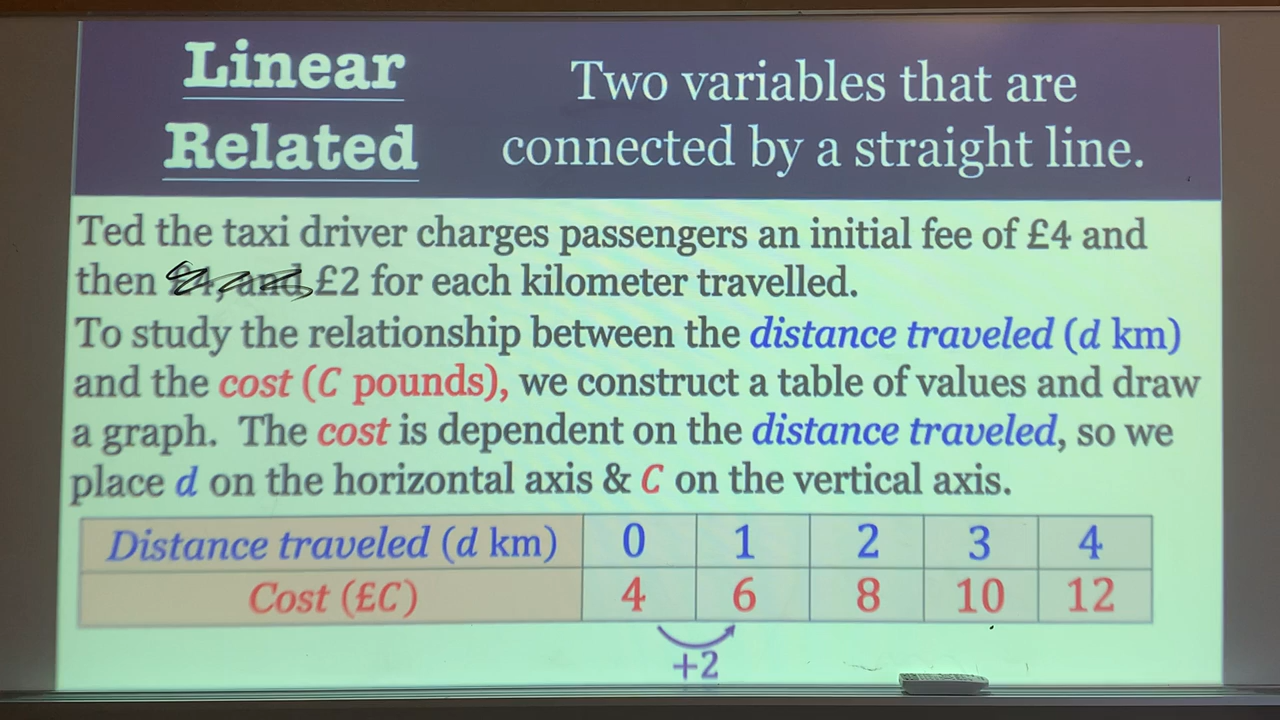 Linear
Related
Two variables that are
connected by a straight line.
Ted the taxi driver charges passengers an initial fee of £4 and
then £4, and £2 for each kilometer travelled.
To study the relationship between the distance traveled (d km)
and the cost (C pounds), we construct a table of values and draw
a graph. The cost is dependent on the distance traveled, so we
place d on the horizontal axis & C on the vertical axis.
Distance traveled (d km) 0 1 2 3 4
Cost (£C) 4 6 8 10 12
+2